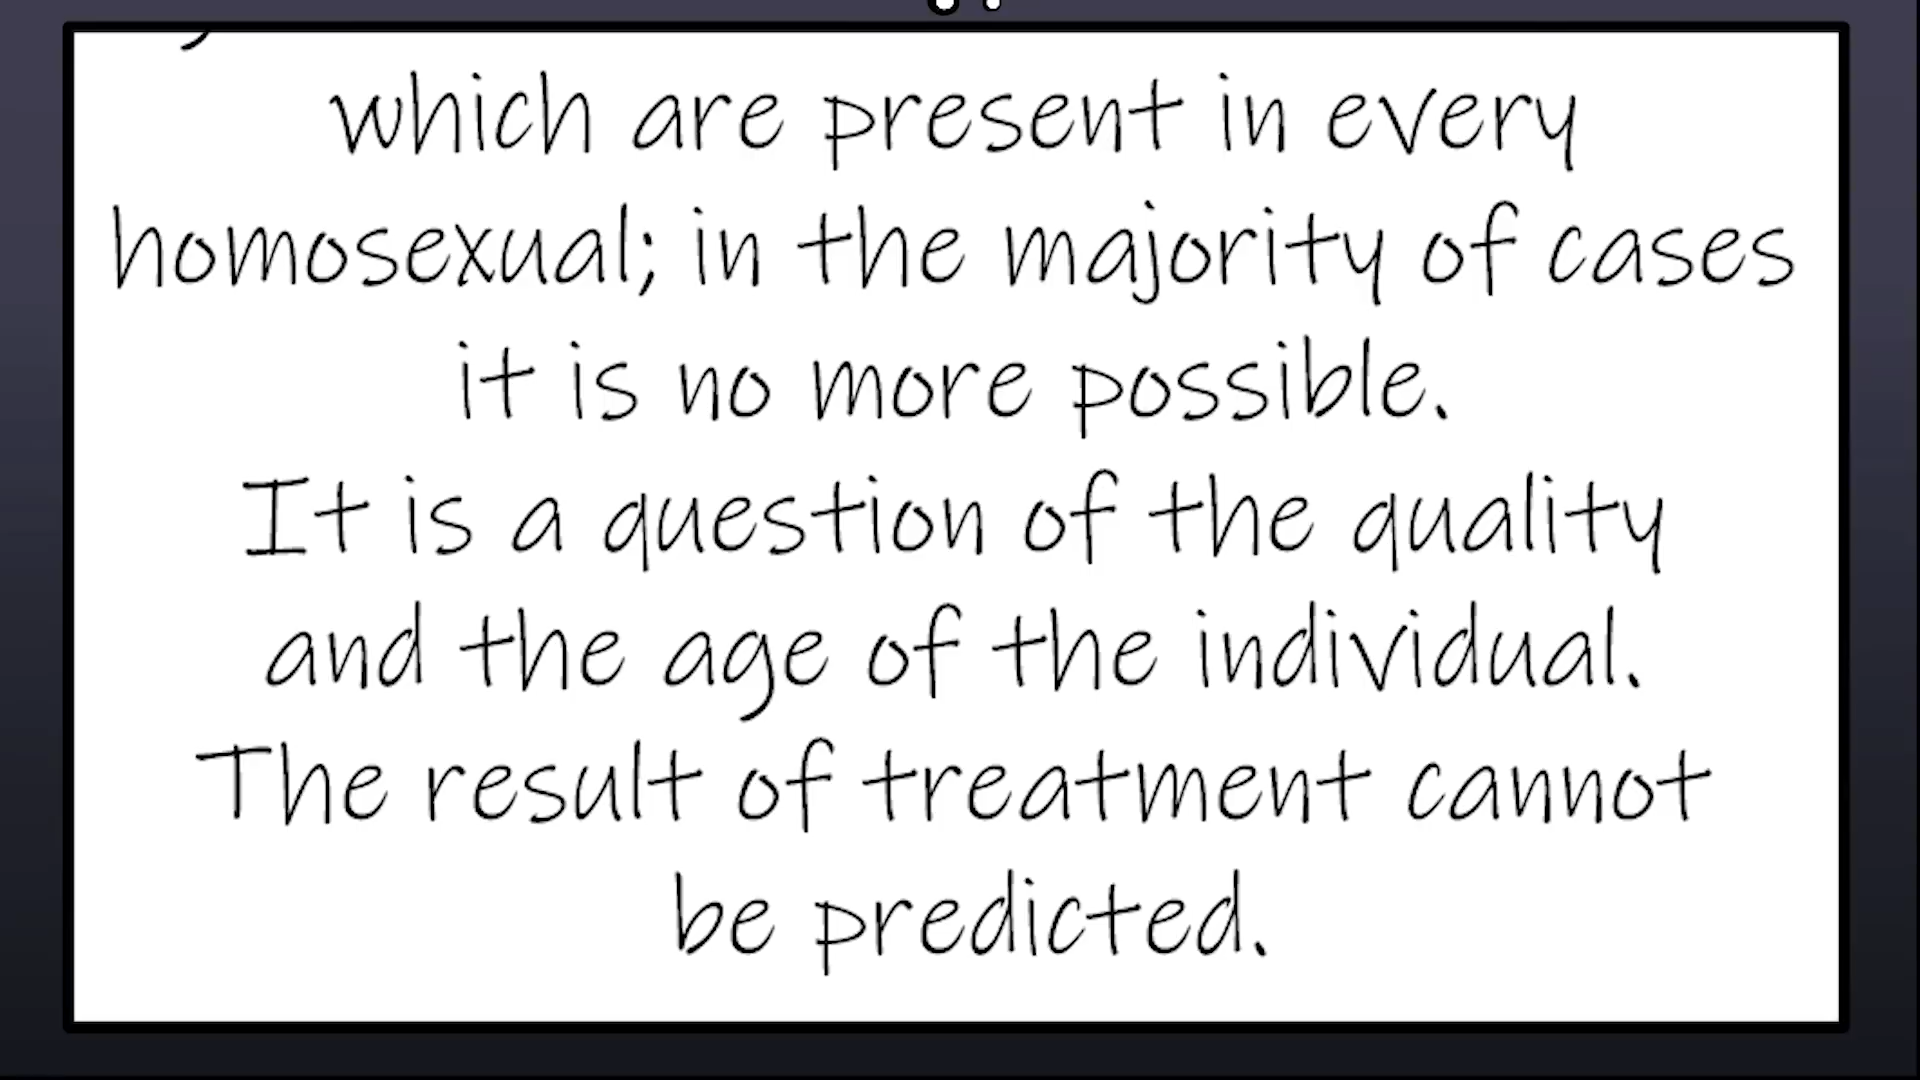 which are present in every
homosexual; in the majority of cases
it is no more possible.
It is a question of the quality
and the age of the individual.
The result of treatment cannot
be predicted.